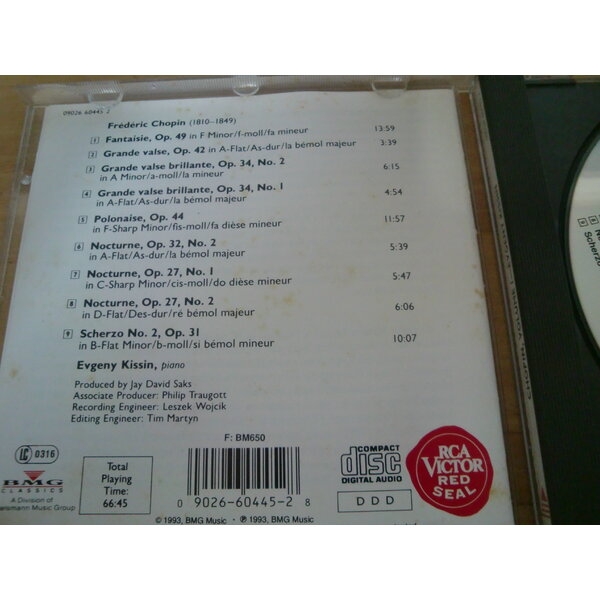 09026 60445 2
Frédéric Chopin (1810–1849)
1 Fantaisie, Op. 49 in F Minor/f-moll/fa mineur 13:59
2 Grande valse, Op. 42 in A-Flat/As-dur/la bémol majeur 3:39
3 Grande valse brillante, Op. 34, No. 2
in A Minor/a-moll/la mineur 6:15
4 Grande valse brillante, Op. 34, No. 1
in A-Flat/As-dur/la bémol majeur 4:54
5 Polonaise, Op. 44
in F-Sharp Minor/fis-moll/fa dièse mineur 11:57
6 Nocturne, Op. 32, No. 2
in A-Flat/As-dur/la bémol majeur 5:39
7 Nocturne, Op. 27, No. 1
in C-Sharp Minor/cis-moll/do dièse mineur 5:47
8 Nocturne, Op. 27, No. 2
in D-Flat/Des-dur/ré bémol majeur 6:06
9 Scherzo No. 2, Op. 31
in B-Flat Minor/b-moll/si bémol mineur 10:07
Evgeny Kissin, piano
Produced by Jay David Saks
Associate Producer: Philip Traugott
Recording Engineer: Leszek Wojcik
Editing Engineer: Tim Martyn
F: BM650
LC 0316
BMG
CLASSICS
A Division of
Music Group
Total
Playing
Time:
66:45
0 09026-60445-2 8
COMPACT
disc
DIGITAL AUDIO
D D D
RCA
VICTOR
RED
SEAL
© 1993, BMG Music • ℗ 1993, BMG Music
8
9 Scherzo